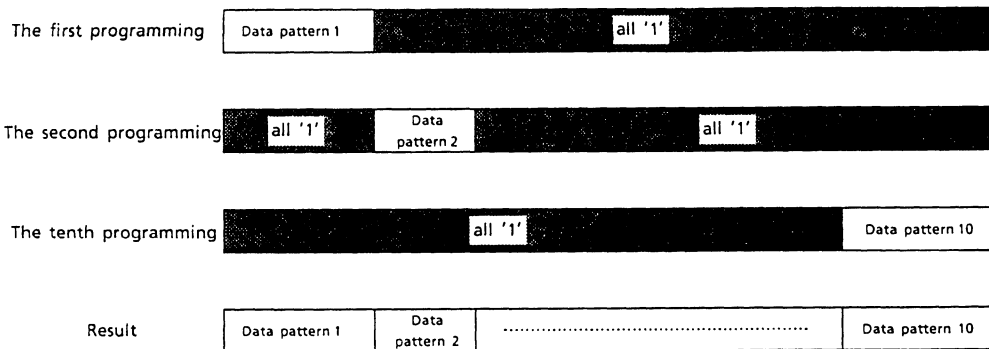 The first programming
Data pattern 1
all '1'
The second programming
all '1'
Data
pattern 2
all '1'
The tenth programming
all '1'
Data pattern 10
Result
Data pattern 1
Data
pattern 2
Data pattern 10